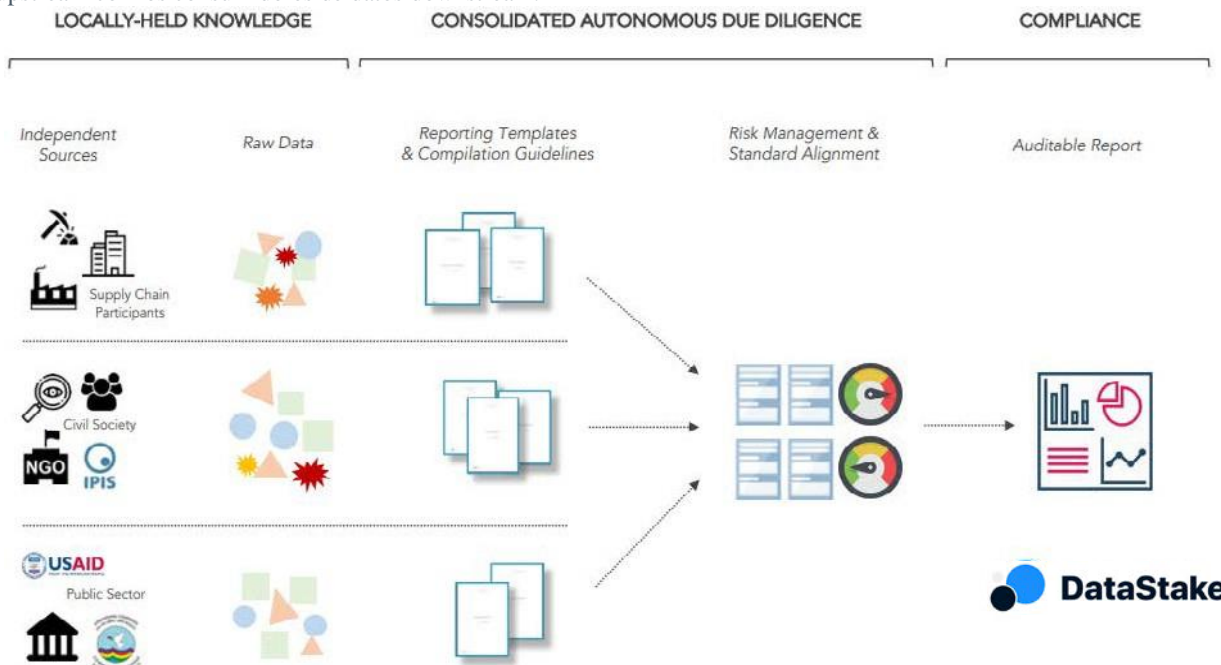 LOCALLY-HELD KNOWLEDGE
CONSOLIDATED AUTONOMOUS DUE DILIGENCE
COMPLIANCE
Independent
Sources
Raw Data
Reporting Templates
& Compilation Guidelines
Risk Management &
Standard Alignment
Auditable Report
Supply Chain
Participants
Civil Society
NGO
IPIS
USAID
Public Sector
DataStake